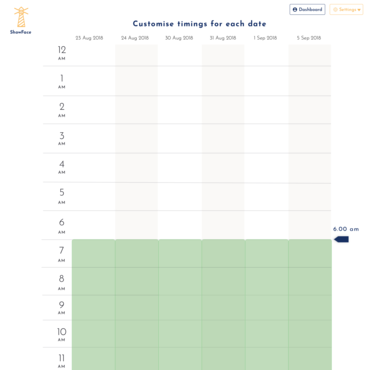 Dashboard
Settings
ShowFace
Customise timings for each date
23 Aug 2018 24 Aug 2018 30 Aug 2018 31 Aug 2018 1 Sep 2018 5 Sep 2018
12
AM
1
AM
2
AM
3
AM
4
AM
5
AM
6
AM
6.00 am
7
AM
8
AM
9
AM
10
AM
11
AM